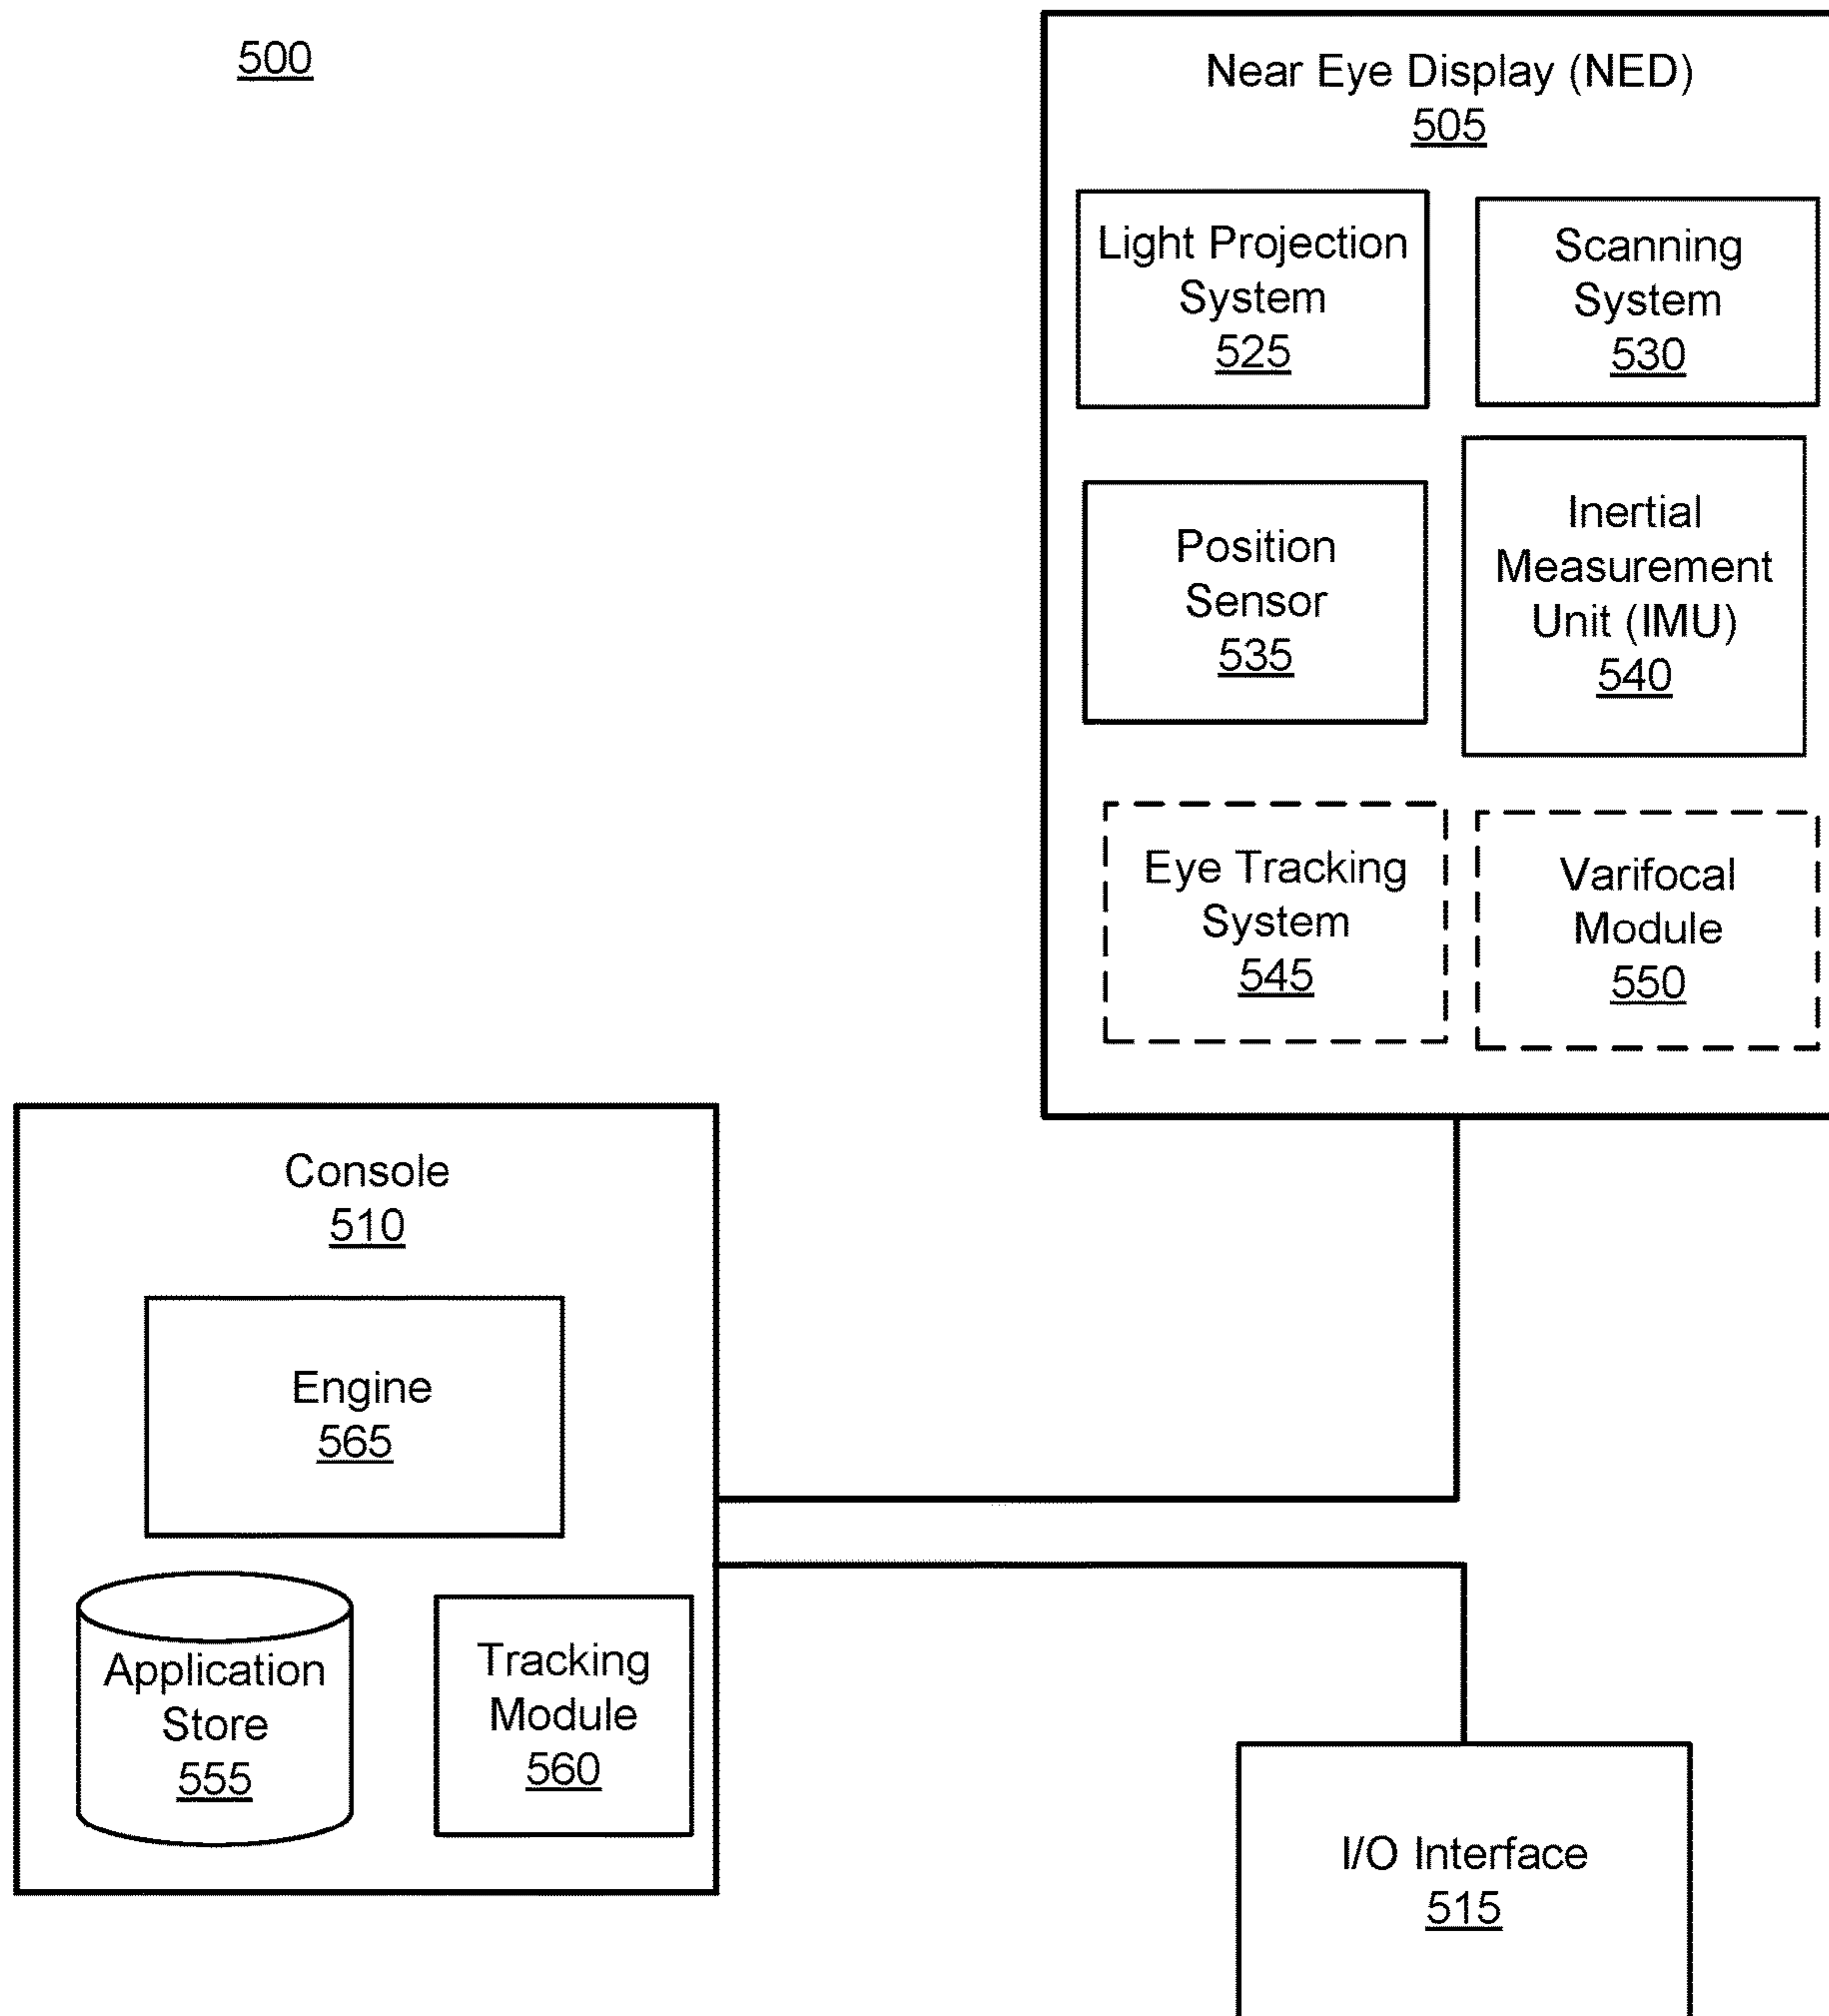 500
Near Eye Display (NED)
505
Light Projection
System
525
Scanning
System
530
Position
Sensor
535
Inertial
Measurement
Unit (IMU)
540
Eye Tracking
System
545
Varifocal
Module
550
Console
510
Engine
565
Application
Store
555
Tracking
Module
560
I/O Interface
515